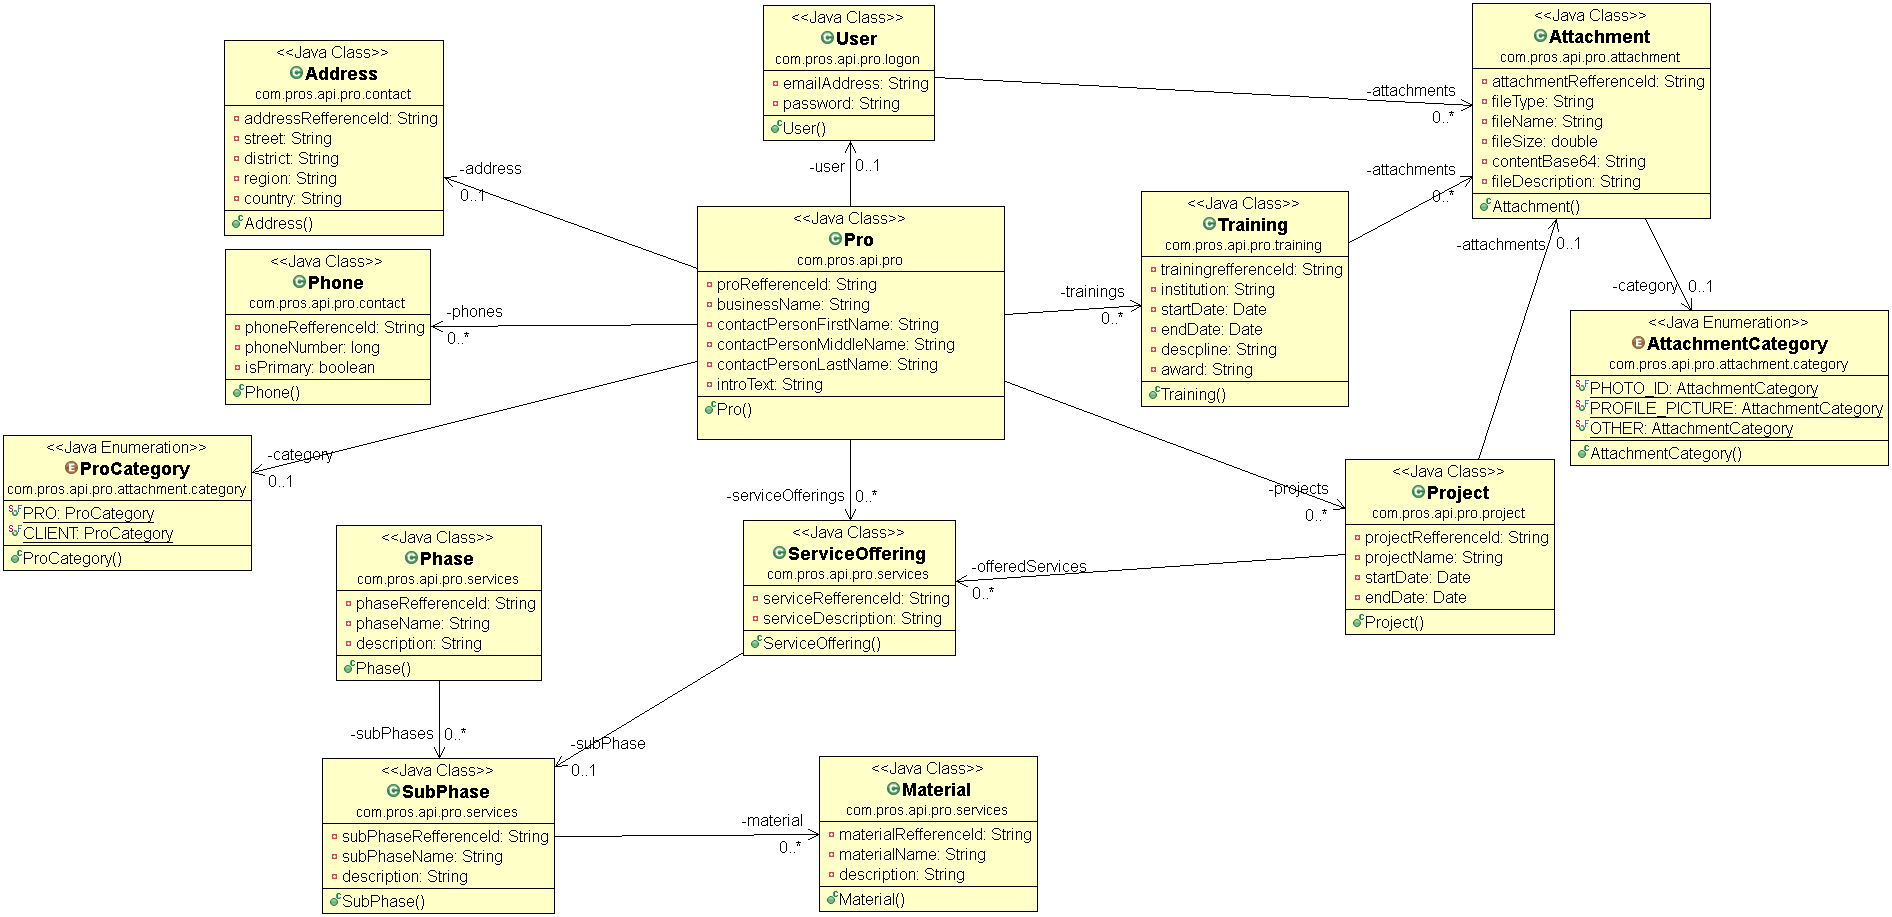 <<Java Class>>
User
com.pros.api.pro.logon
emailAddress: String
password: String
User()
<<Java Class>>
Attachment
com.pros.api.pro.attachment
attachmentRefferenceId: String
fileType: String
fileName: String
fileSize: double
contentBase64: String
fileDescription: String
Attachment()
<<Java Class>>
Address
com.pros.api.pro.contact
addressRefferenceId: String
street: String
district: String
region: String
country: String
Address()
-attachments
0..*
-user
0..1
-address
0..1
-attachments
0..*
<<Java Class>>
Training
com.pros.api.pro.training
trainingrefferenceId: String
institution: String
startDate: Date
endDate: Date
descpline: String
award: String
Training()
<<Java Class>>
Pro
com.pros.api.pro
proRefferenceId: String
businessName: String
contactPersonFirstName: String
contactPersonMiddleName: String
contactPersonLastName: String
introText: String
Pro()
<<Java Class>>
Phone
com.pros.api.pro.contact
phoneRefferenceId: String
phoneNumber: long
isPrimary: boolean
Phone()
-phones
0..*
-trainings
0..*
-attachments
0..1
-category
0..1
<<Java Enumeration>>
AttachmentCategory
com.pros.api.pro.attachment.category
PHOTO_ID: AttachmentCategory
PROFILE_PICTURE: AttachmentCategory
OTHER: AttachmentCategory
AttachmentCategory()
<<Java Enumeration>>
ProCategory
com.pros.api.pro.attachment.category
PRO: ProCategory
CLIENT: ProCategory
ProCategory()
-category
0..1
-serviceOfferings
0..*
-projects
0..*
<<Java Class>>
Project
com.pros.api.pro.project
projectRefferenceId: String
projectName: String
startDate: Date
endDate: Date
Project()
<<Java Class>>
Phase
com.pros.api.pro.services
phaseRefferenceId: String
phaseName: String
description: String
Phase()
<<Java Class>>
ServiceOffering
com.pros.api.pro.services
serviceRefferenceId: String
serviceDescription: String
ServiceOffering()
-offeredServices
0..*
-subPhases
0..*
-subPhase
0..1
<<Java Class>>
SubPhase
com.pros.api.pro.services
subPhaseRefferenceId: String
subPhaseName: String
description: String
SubPhase()
-material
0..*
<<Java Class>>
Material
com.pros.api.pro.services
materialRefferenceId: String
materialName: String
description: String
Material()